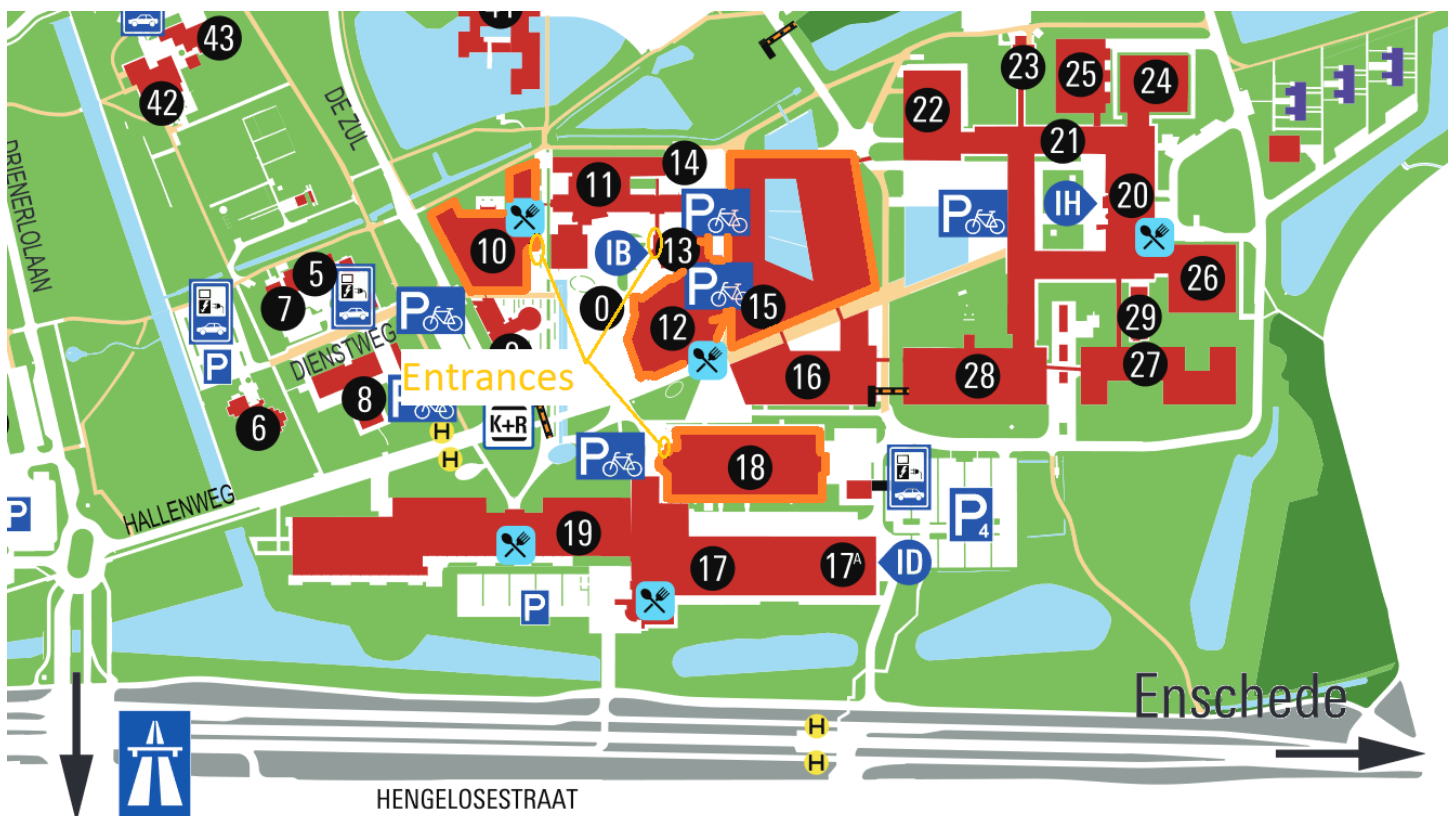 43
42
DE ZUL
DRIENERLOLAAN
23
25
24
22
21
14
11
P
P
IH
20
10
IB
13
5
7
P
P
0
12
15
26
29
P
DIENSTWEG
Entrances
16
28
27
8
P
6
H
H
K+R
P
18
HALLENWEG
P
19
P4
17
17A
ID
P
Enschede
H
H
HENGELOSESTRAAT